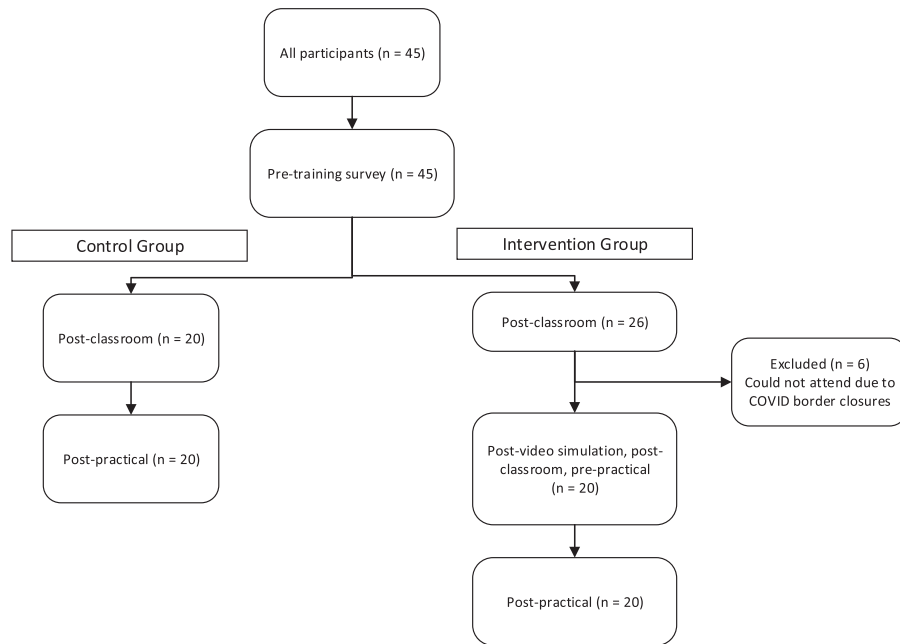 All participants (n = 45)
Pre-training survey (n = 45)
Control Group
Intervention Group
Post-classroom (n = 20)
Post-classroom (n = 26)
Excluded (n = 6)
Could not attend due to
COVID border closures
Post-practical (n = 20)
Post-video simulation, post-
classroom, pre-practical
(n = 20)
Post-practical (n = 20)